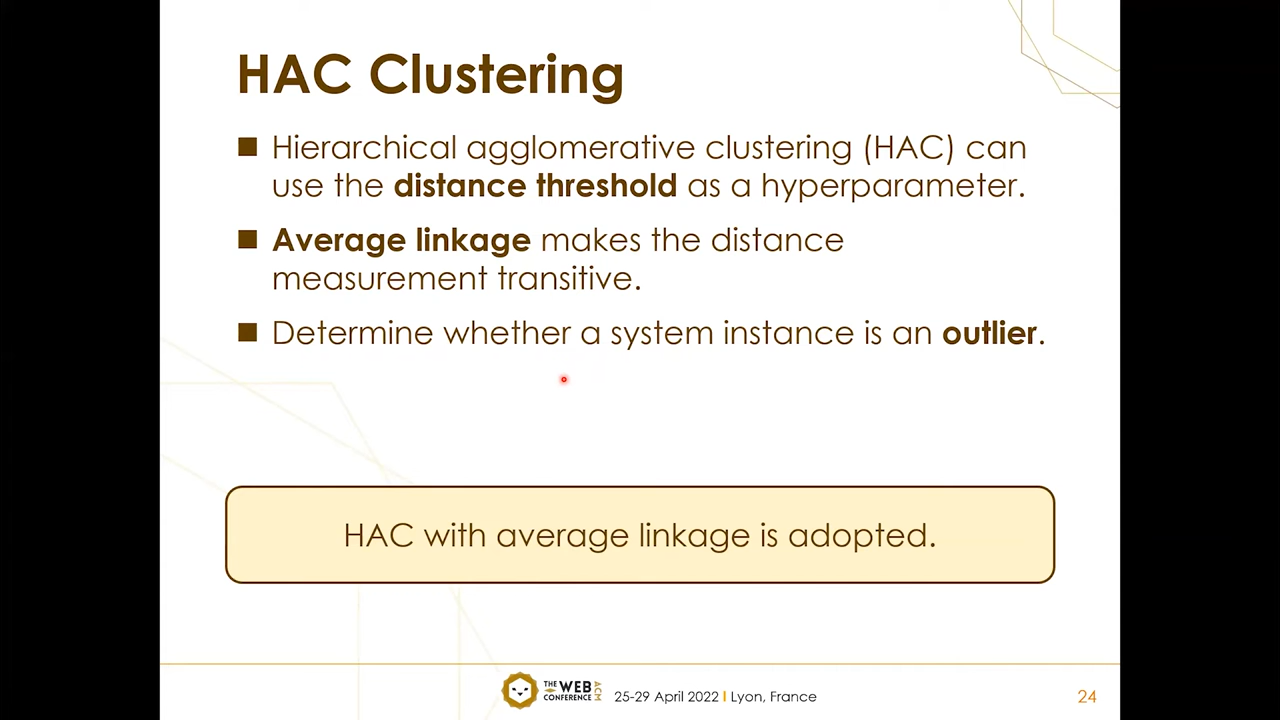 HAC Clustering
Hierarchical agglomerative clustering (HAC) can
use the distance threshold as a hyperparameter.
Average linkage makes the distance
measurement transitive.
Determine whether a system instance is an outlier.
HAC with average linkage is adopted.
THE WEB CONFERENCE ACM
25-29 April 2022 | Lyon, France
24